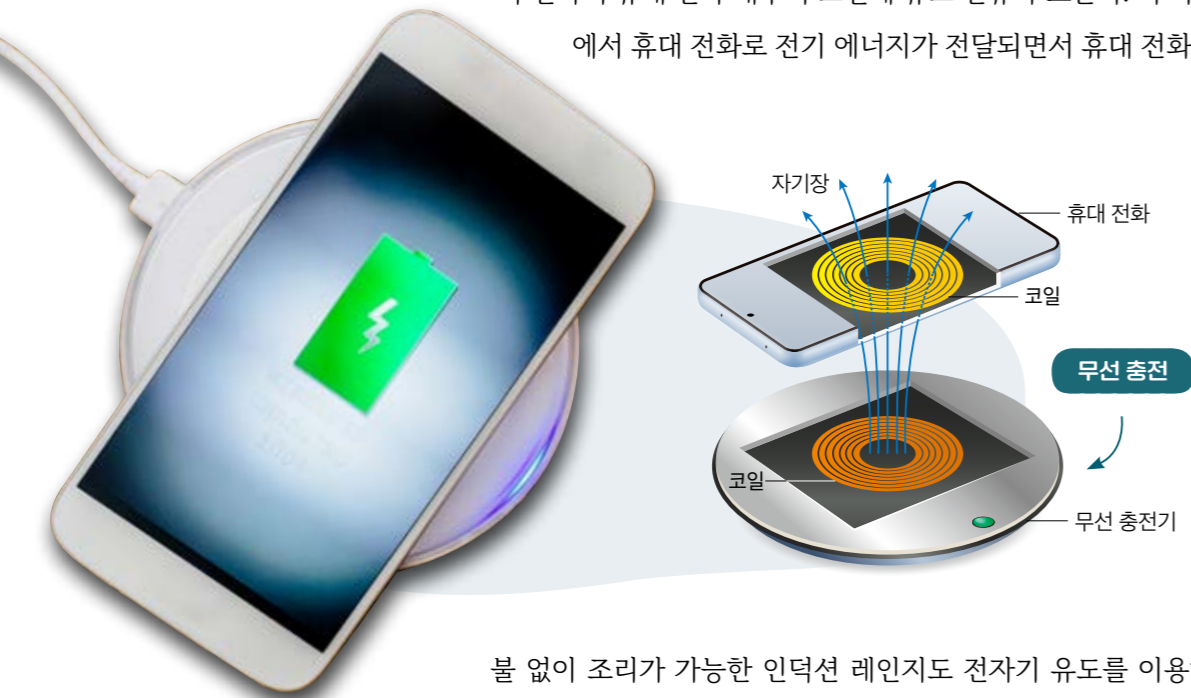 에서 휴대 전화로 전기 에너지가 전달되면서 휴대 전화
자기장
휴대 전화
코일
무선 충전
코일
무선 충전기
불 없이 조리가 가능한 인덕션 레인지도 전자기 유도를 이용